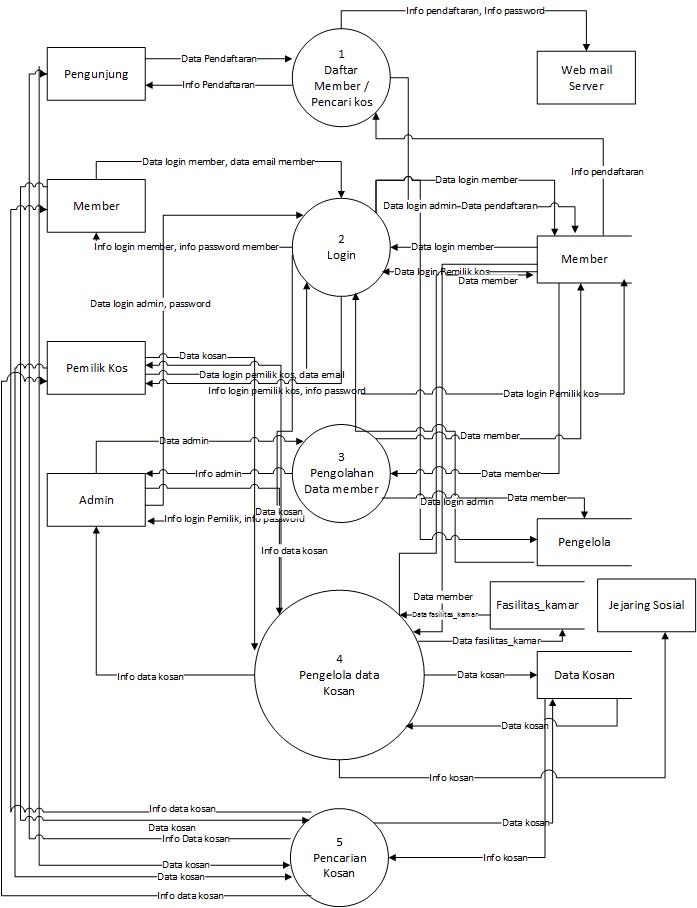 Info pendaftaran, Info password
Pengunjung
Data Pendaftaran
Info Pendaftaran
1
Daftar
Member /
Pencari kos
Web mail
Server
Data login member, data email member
Info pendaftaran
Member
Data login member
Data login admin
Data pendaftaran
2
Login
Info login member, info password member
Data login member
Member
Data login Pemilik kos
Data member
Data login admin, password
Pemilik Kos
Data kosan
Data login pemilik kos, data email
Info login pemilik kos, info password
Data login Pemilik kos
Data admin
Data member
3
Pengolahan
Data member
Info admin
Data member
Admin
Data kosan
Data login admin
Data member
Info login Pemilik, info password
Pengelola
Info data kosan
Data member
Fasilitas_kamar
Jejaring Sosial
Data fasilitas_kamar
Data fasilitas_kamar
4
Pengelola data
Kosan
Info data kosan
Data kosan
Data Kosan
Data kosan
Info kosan
Info data kosan
Data kosan
Data kosan
Info Data kosan
5
Pencarian
Kosan
Info kosan
Data kosan
Data kosan
Info data kosan